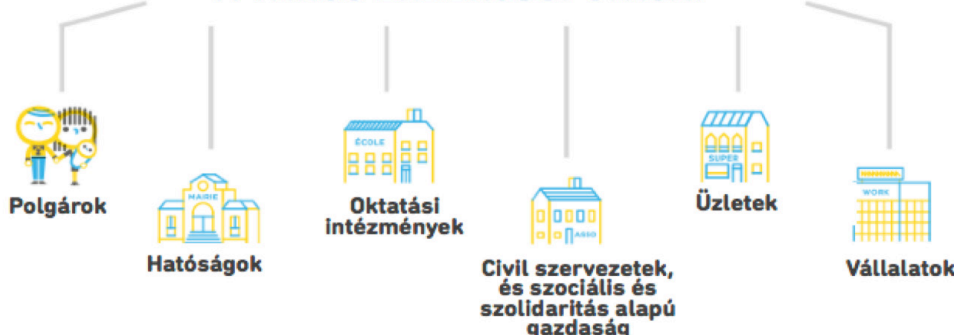 ÉCOLE
SUPER
Polgárok
MAIRIE
Oktatási
intézmények
Üzletek
WORK
ASSO
Hatóságok
Civil szervezetek,
és szociális és
szolidaritás alapú
gazdaság
Vállalatok